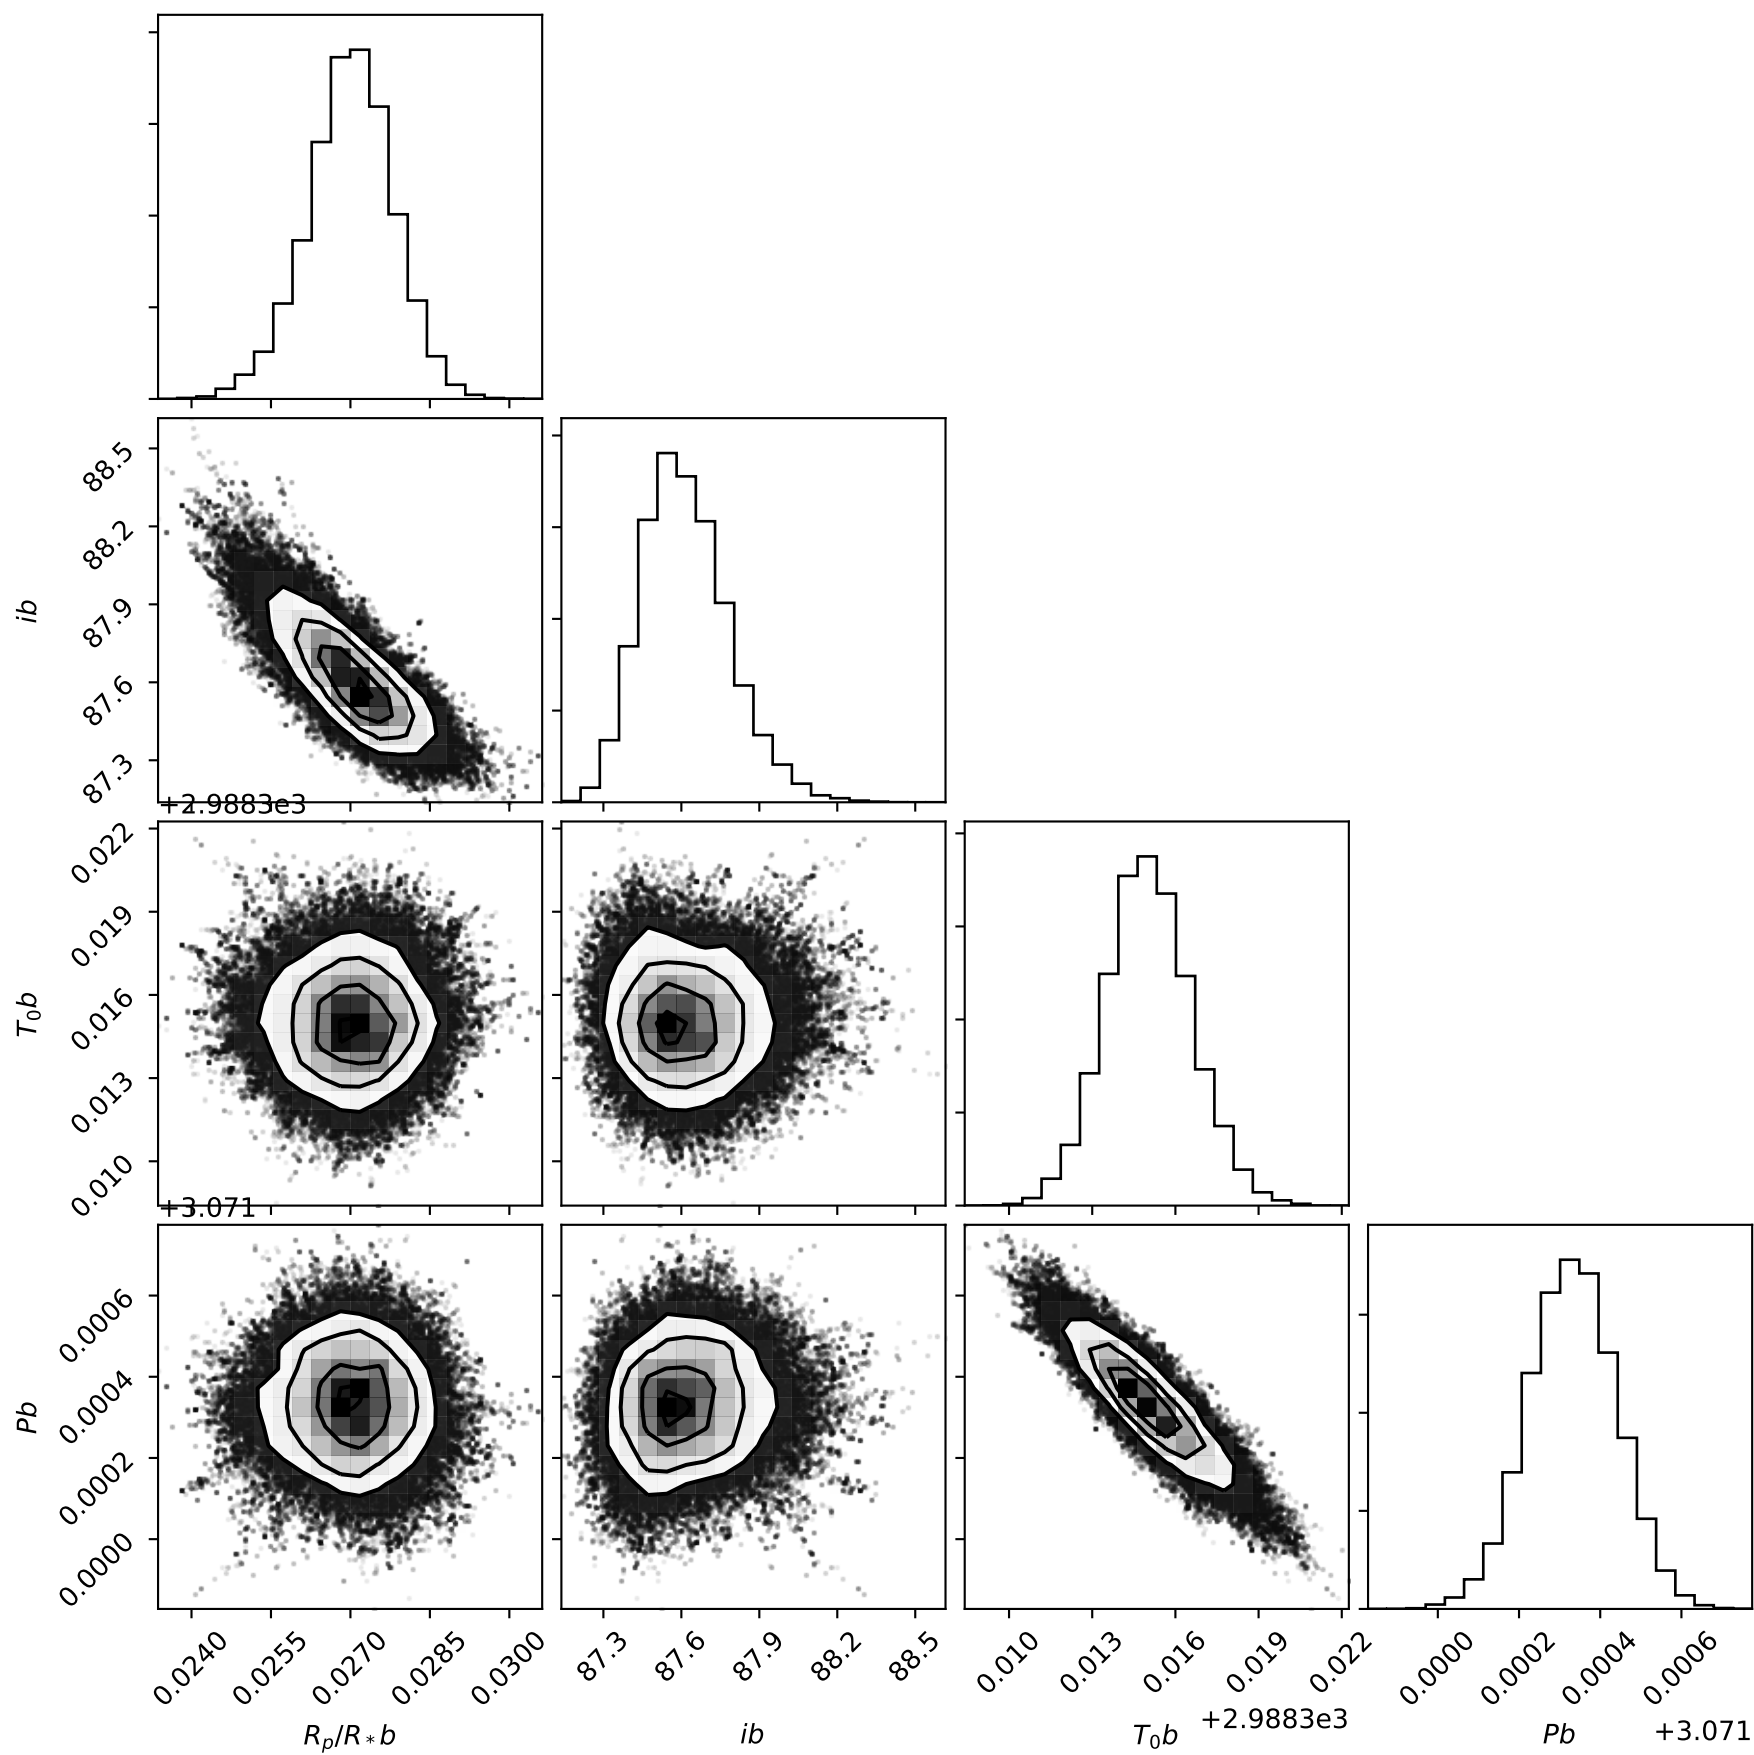 88.5
88.2
87.9
87.6
87.3
ib
+2.9883e3
0.022
0.019
0.016
0.013
0.010
T₀b
+3.071
0.0006
0.0004
0.0002
0.0000
Pb
0.0240 0.0255 0.0270 0.0285 0.0300
87.3 87.6 87.9 88.2 88.5
0.010 0.013 0.016 0.019 0.022
0.0000 0.0002 0.0004 0.0006
Rₚ/R*b
ib
T₀b
+2.9883e3
Pb
+3.071